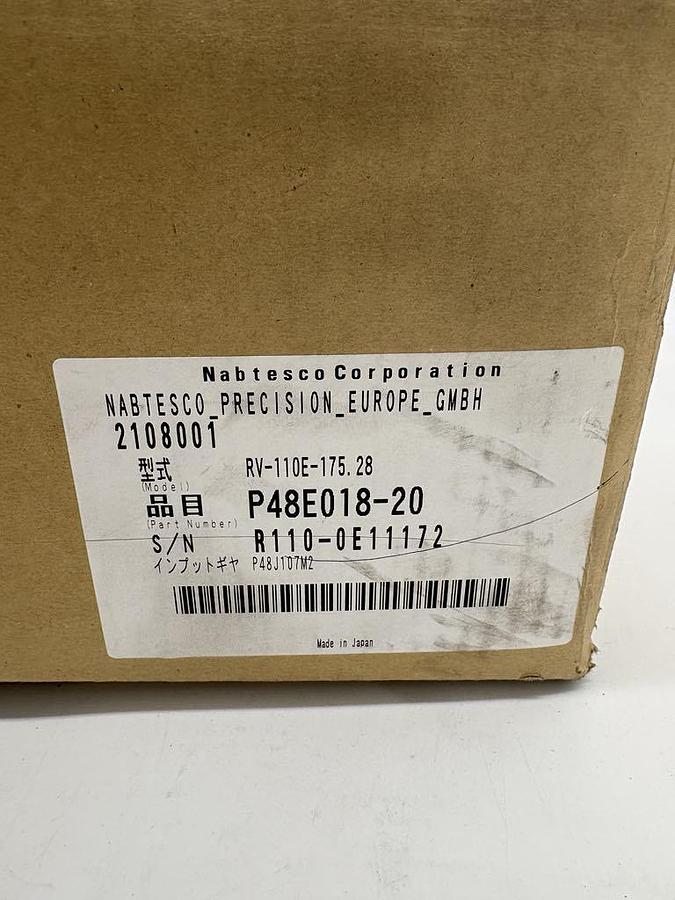 Nabtesco Corporation
NABTESCO_PRECISION_EUROPE_GMBH
2108001
型式 RV-110E-175.28
(Model)
品目 P48E018-20
(Part Number)
S/N R110-0E11172
インプットギヤ P48J107M2
Made in Japan